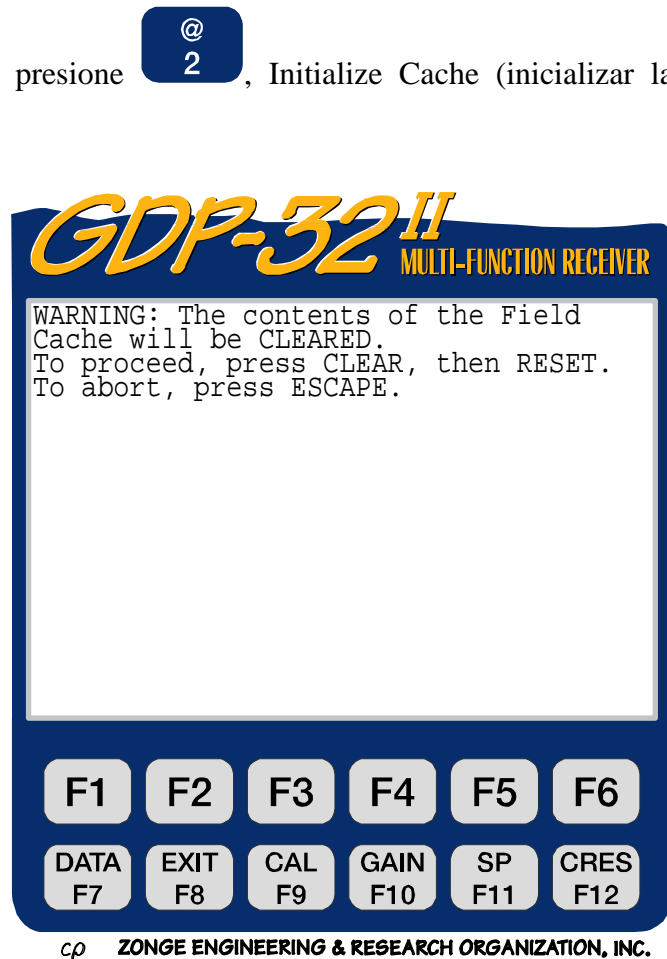 @
presione 2 , Initialize Cache (inicializar la
GDP-32 II
MULTI-FUNCTION RECEIVER
WARNING: The contents of the Field
Cache will be CLEARED.
To proceed, press CLEAR, then RESET.
To abort, press ESCAPE.
F1 F2 F3 F4 F5 F6
DATA EXIT CAL GAIN SP CRES
F7 F8 F9 F10 F11 F12
ZONGE ENGINEERING & RESEARCH ORGANIZATION, INC.